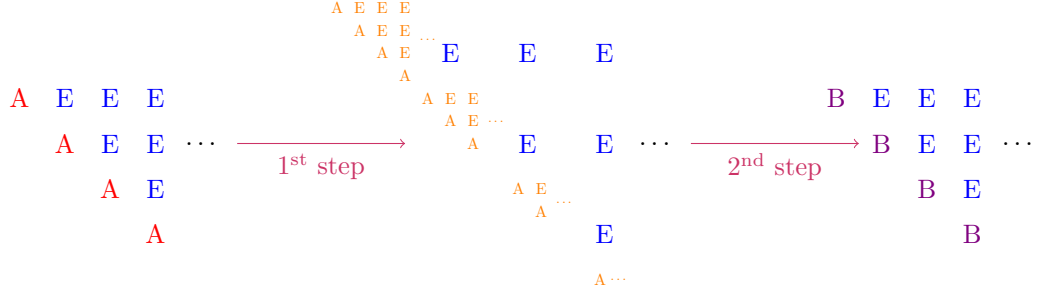 A E E E
A E E ···
A E
A
1st step
A E E E
A E E ···
A E
A
E E E
A E E
A E ···
A
E E ···
A E
A ···
E
A ···
2nd step
B E E E
B E E ···
B E
B